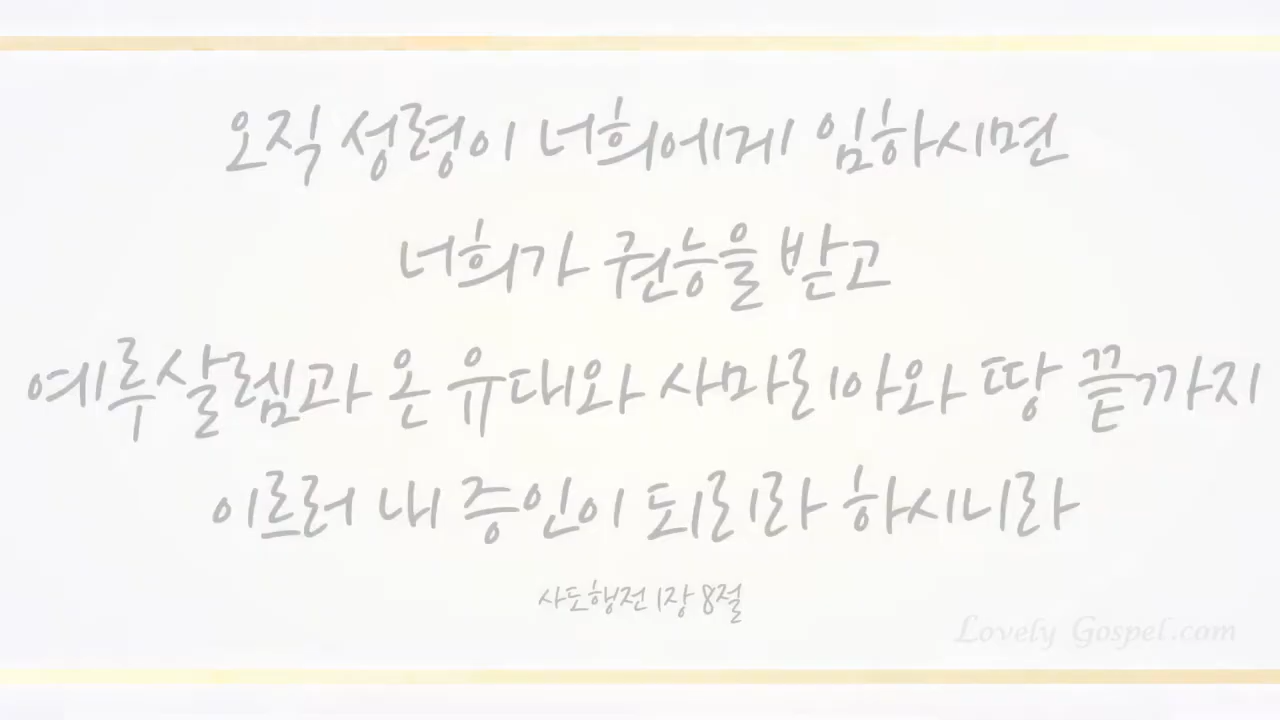 오직 성령이 너희에게 임하시면
너희가 권능을 받고
예루살렘과 온 유대와 사마리아와 땅 끝까지
이르러 내 증인이 되리라 하시니라
사도행전 1장 8절
Lovely Gospel.com